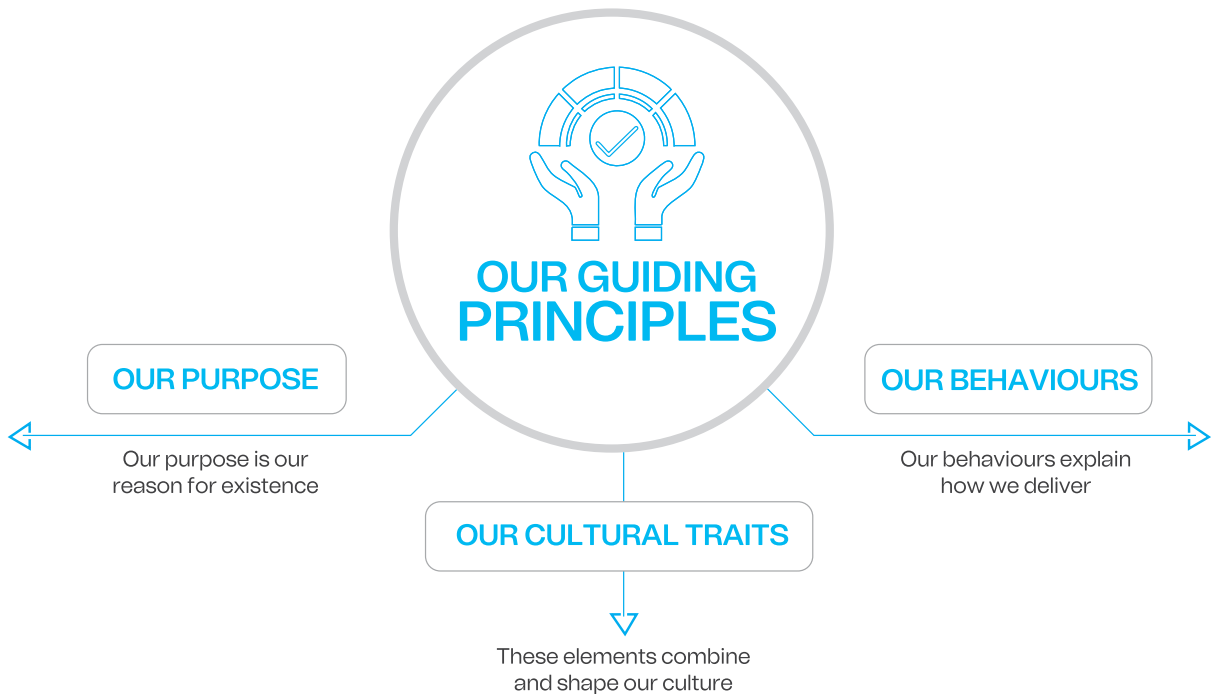 OUR GUIDING
PRINCIPLES
OUR PURPOSE
Our purpose is our
reason for existence
OUR BEHAVIOURS
Our behaviours explain
how we deliver
OUR CULTURAL TRAITS
These elements combine
and shape our culture